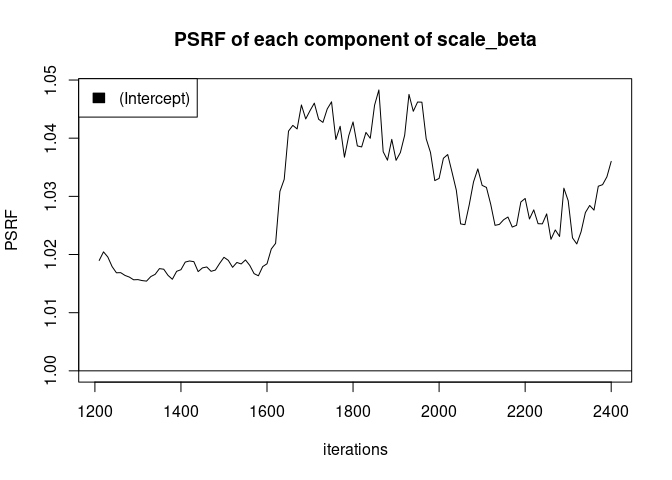 PSRF of each component of scale_beta
(Intercept)
PSRF
1.05
1.04
1.03
1.02
1.01
1.00
1200 1400 1600 1800 2000 2200 2400
iterations